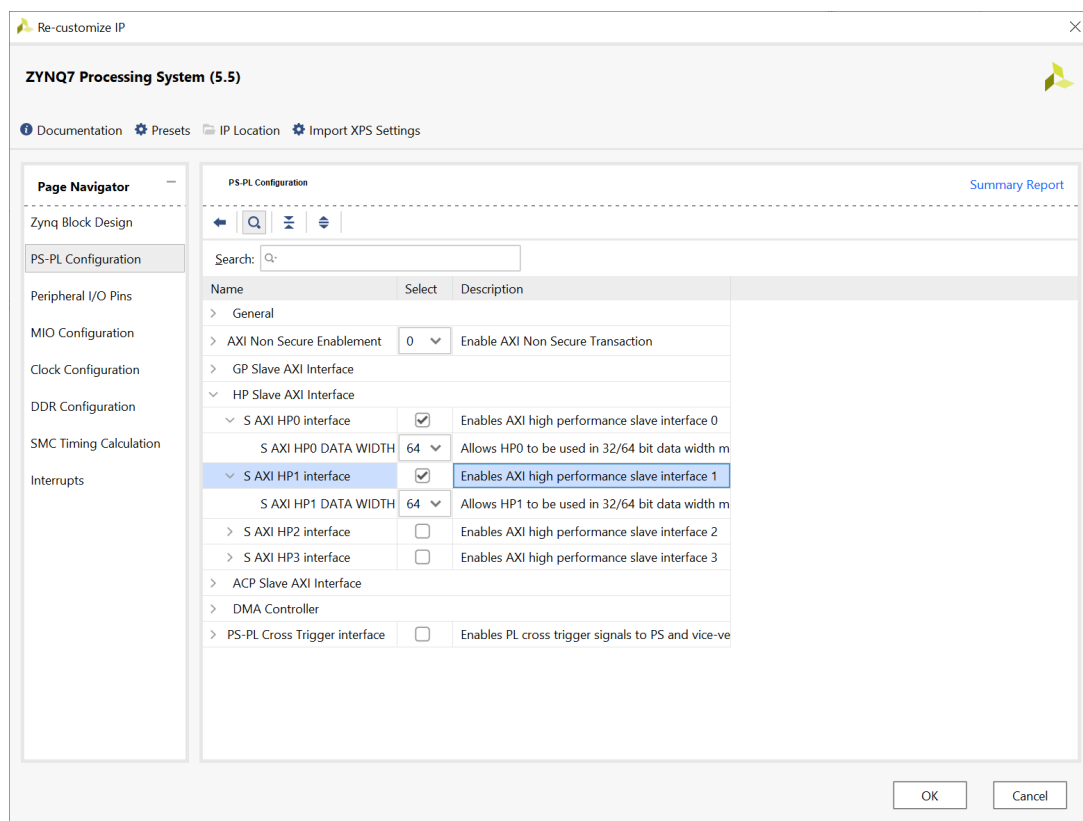 Re-customize IP
ZYNQ7 Processing System (5.5)
Documentation Presets IP Location Import XPS Settings
Page Navigator
Zynq Block Design
PS-PL Configuration
Peripheral I/O Pins
MIO Configuration
Clock Configuration
DDR Configuration
SMC Timing Calculation
Interrupts
PS-PL Configuration Summary Report
Search:
Name Select Description
General
AXI Non Secure Enablement 0 Enable AXI Non Secure Transaction
GP Slave AXI Interface
HP Slave AXI Interface
S AXI HP0 interface Enables AXI high performance slave interface 0
S AXI HP0 DATA WIDTH 64 Allows HP0 to be used in 32/64 bit data width m
S AXI HP1 interface Enables AXI high performance slave interface 1
S AXI HP1 DATA WIDTH 64 Allows HP1 to be used in 32/64 bit data width m
S AXI HP2 interface Enables AXI high performance slave interface 2
S AXI HP3 interface Enables AXI high performance slave interface 3
ACP Slave AXI Interface
DMA Controller
PS-PL Cross Trigger interface Enables PL cross trigger signals to PS and vice-ve
OK Cancel